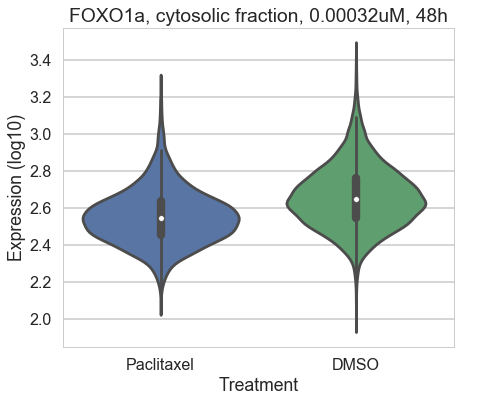 FOXO1a, cytosolic fraction, 0.00032uM, 48h
Expression (log10)
3.4
3.2
3.0
2.8
2.6
2.4
2.2
2.0
Paclitaxel DMSO
Treatment